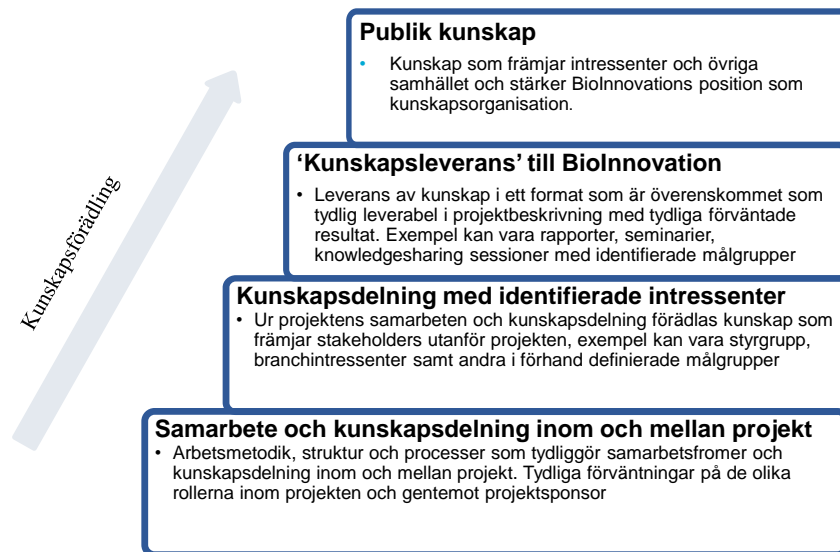 Publik kunskap
• Kunskap som främjar intressenter och övriga
samhället och stärker BioInnovations position som
kunskapsorganisation.
‘Kunskapsleverans’ till BioInnovation
• Leverans av kunskap i ett format som är överenskommet som
tydlig leverabel i projektbeskrivning med tydliga förväntade
resultat. Exempel kan vara rapporter, seminarier,
knowledgesharing sessioner med identifierade målgrupper
Kunskapsförädling
Kunskapsdelning med identifierade intressenter
• Ur projektens samarbeten och kunskapsdelning förädlas kunskap som
främjar stakeholders utanför projekten, exempel kan vara styrgrupp,
branchintressenter samt andra i förhand definierade målgrupper
Samarbete och kunskapsdelning inom och mellan projekt
• Arbetsmetodik, struktur och processer som tydliggör samarbetsfromer och
kunskapsdelning inom och mellan projekt. Tydliga förväntningar på de olika
rollerna inom projekten och gentemot projektsponsor